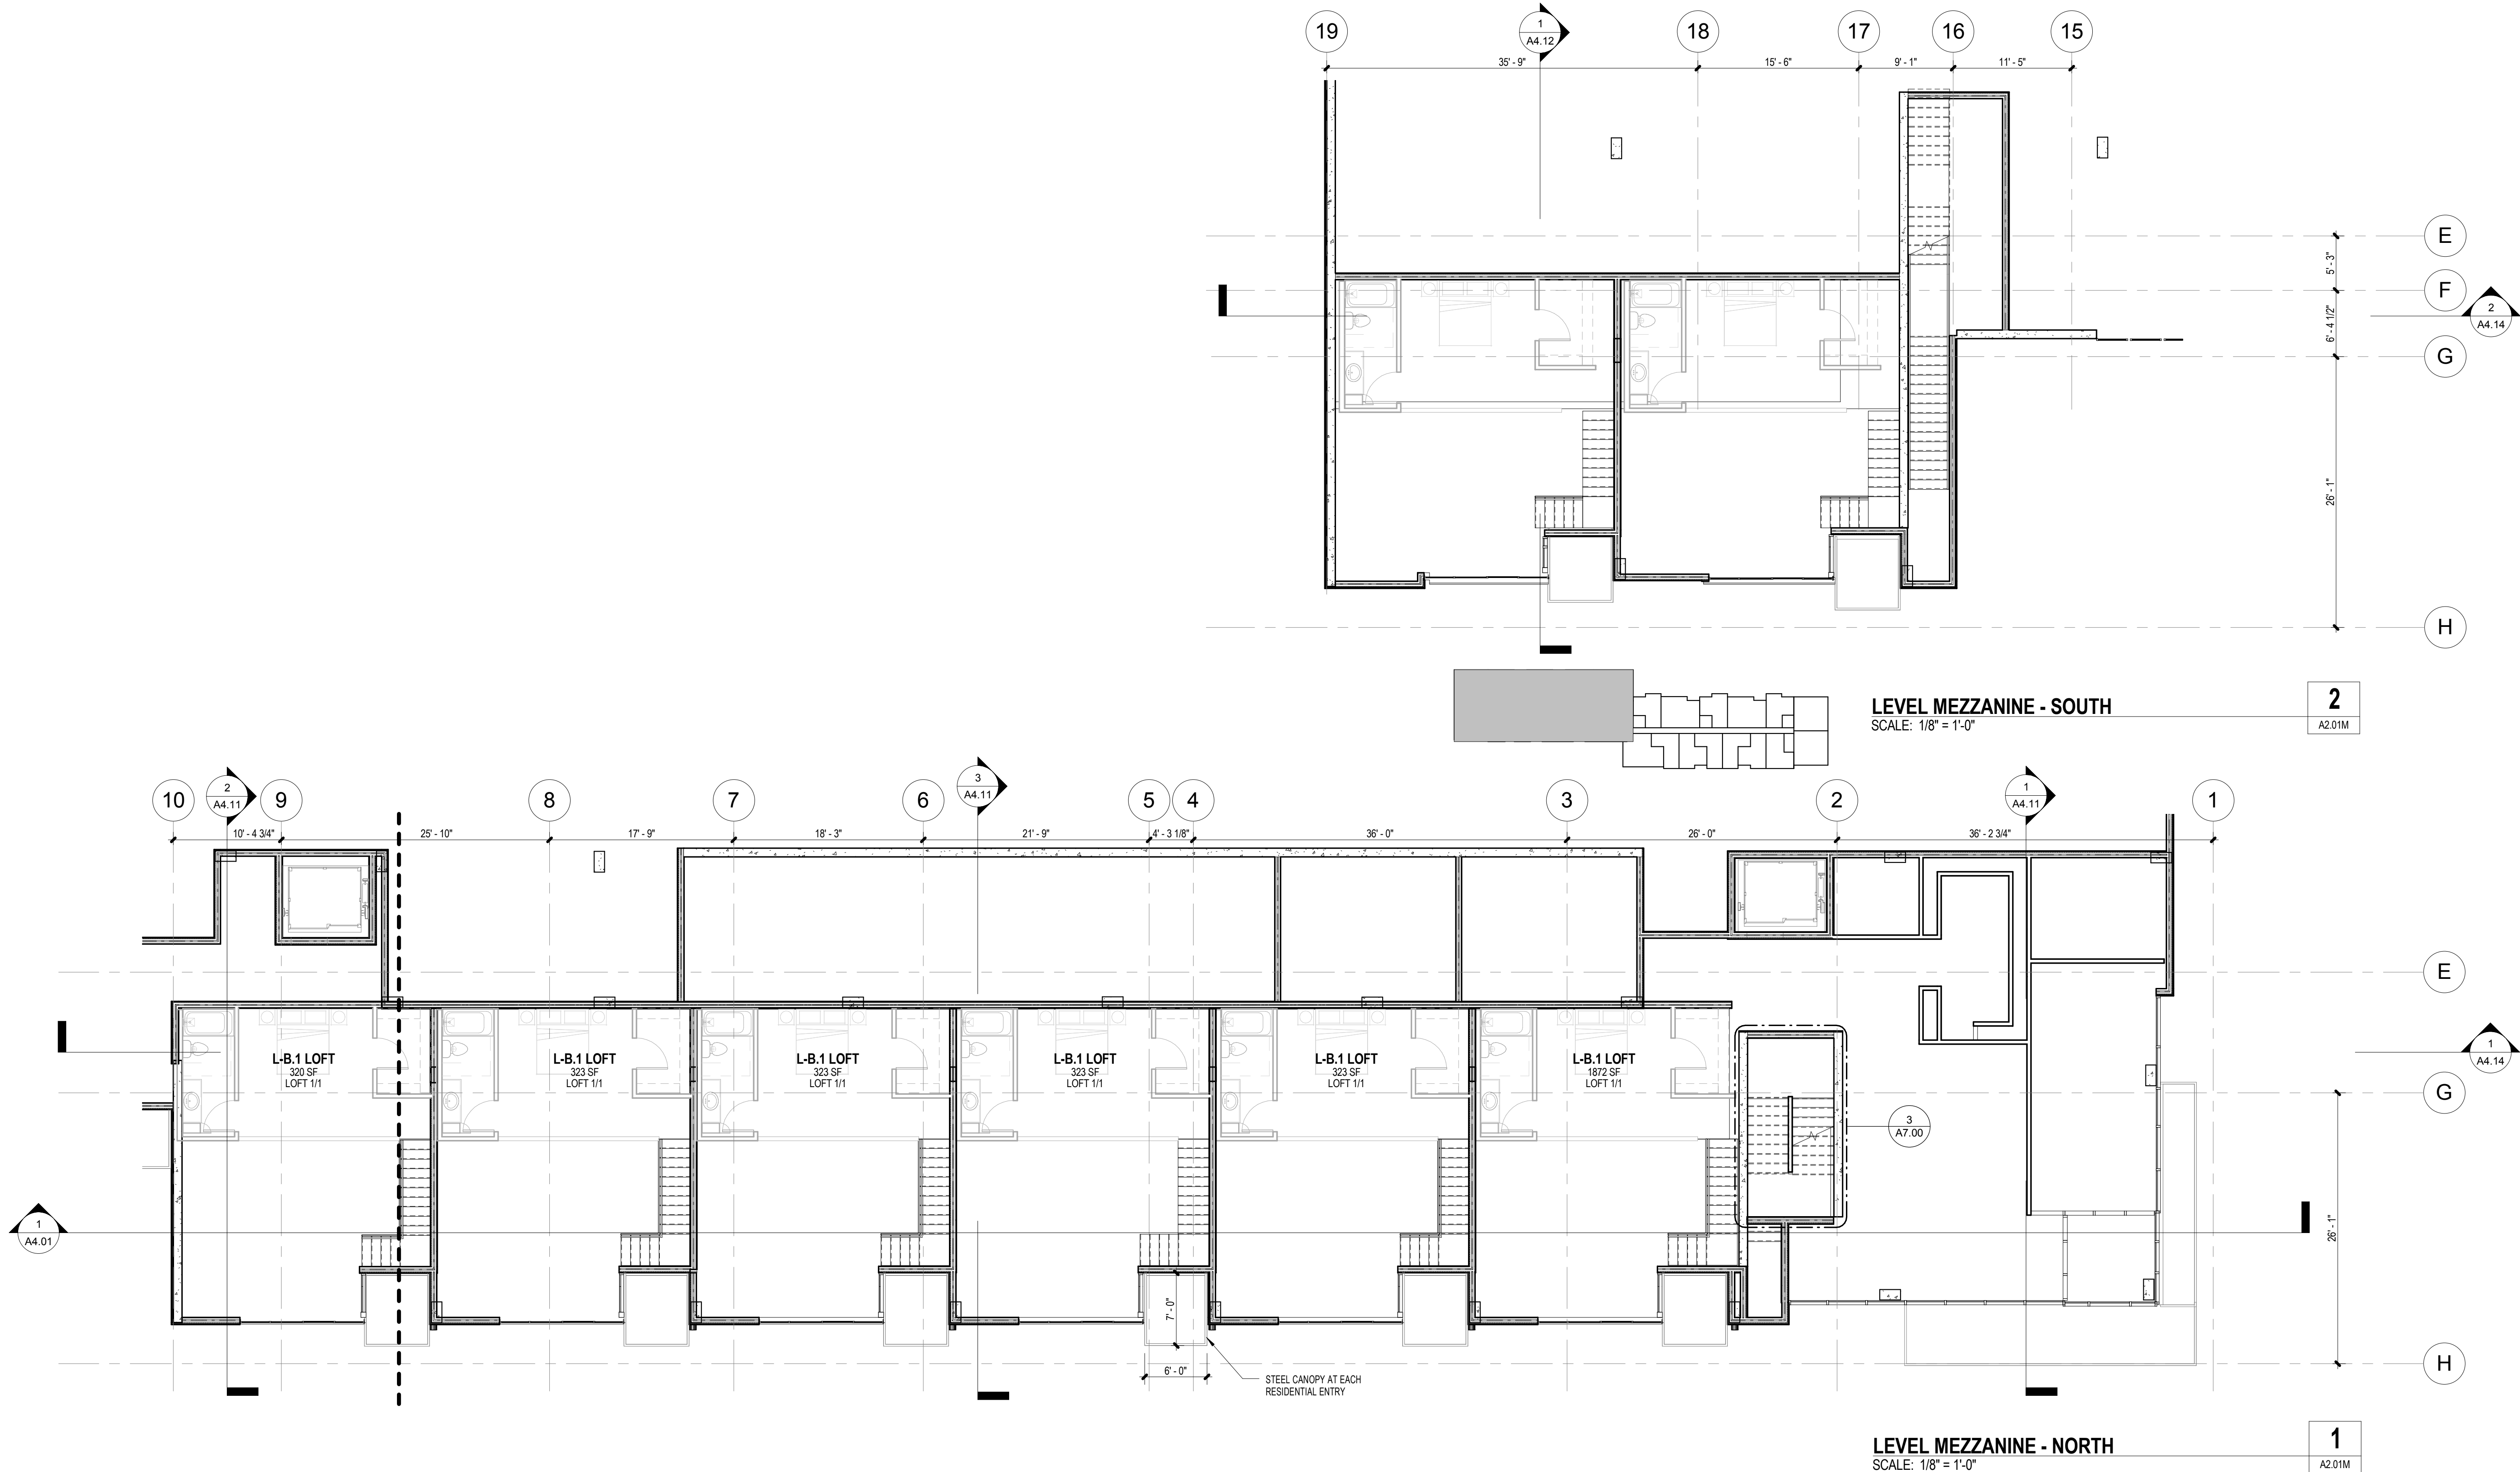 19
1
A4.12
18
17
16
15
35' - 9"
15' - 6"
9' - 1"
11' - 5"
E
5' - 3"
F
2
A4.14
6' - 4 1/2"
G
26' - 1"
H
LEVEL MEZZANINE - SOUTH
SCALE: 1/8" = 1'-0"
2
A2.01M
10
2
A4.11
9
8
7
6
3
A4.11
5
4
3
2
1
A4.11
1
10' - 4 3/4"
25' - 10"
17' - 9"
18' - 3"
21' - 9"
4' - 3 1/8"
36' - 0"
26' - 0"
36' - 2 3/4"
E
L-B.1 LOFT
320 SF
LOFT 1/1
L-B.1 LOFT
323 SF
LOFT 1/1
L-B.1 LOFT
323 SF
LOFT 1/1
L-B.1 LOFT
323 SF
LOFT 1/1
L-B.1 LOFT
323 SF
LOFT 1/1
L-B.1 LOFT
1872 SF
LOFT 1/1
1
A4.14
G
3
A7.00
1
A4.01
26' - 1"
7' - 0"
6' - 0"
STEEL CANOPY AT EACH
RESIDENTIAL ENTRY
H
LEVEL MEZZANINE - NORTH
SCALE: 1/8" = 1'-0"
1
A2.01M